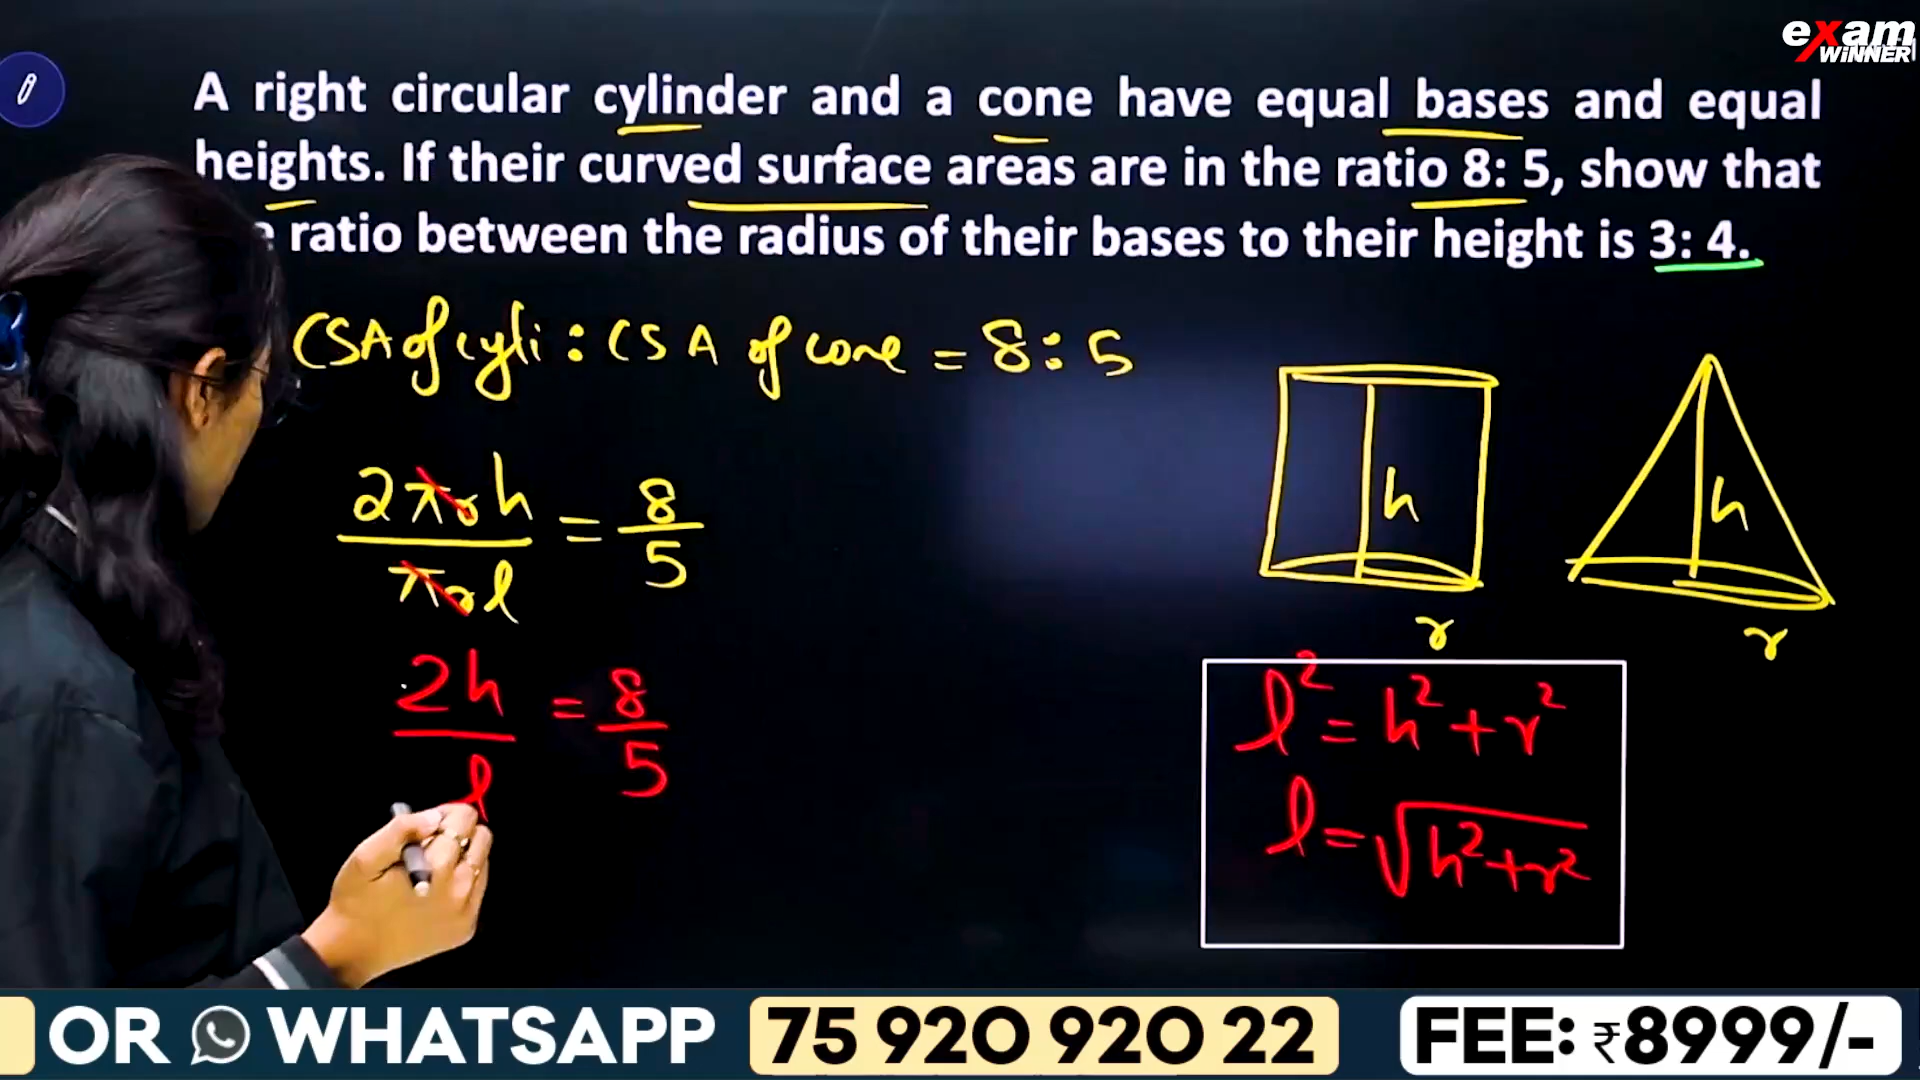 exam
WINNER
A right circular cylinder and a cone have equal bases and equal
heights. If their curved surface areas are in the ratio 8: 5, show that
ratio between the radius of their bases to their height is 3: 4.
CSA of cyli : CSA of cone = 8 : 5
2πrh / πrl = 8 / 5
2h / l = 8 / 5
h
r
h
r
l² = h² + r²
l = √h² + r²
OR WHATSAPP 75 920 920 22 FEE: ₹8999/-